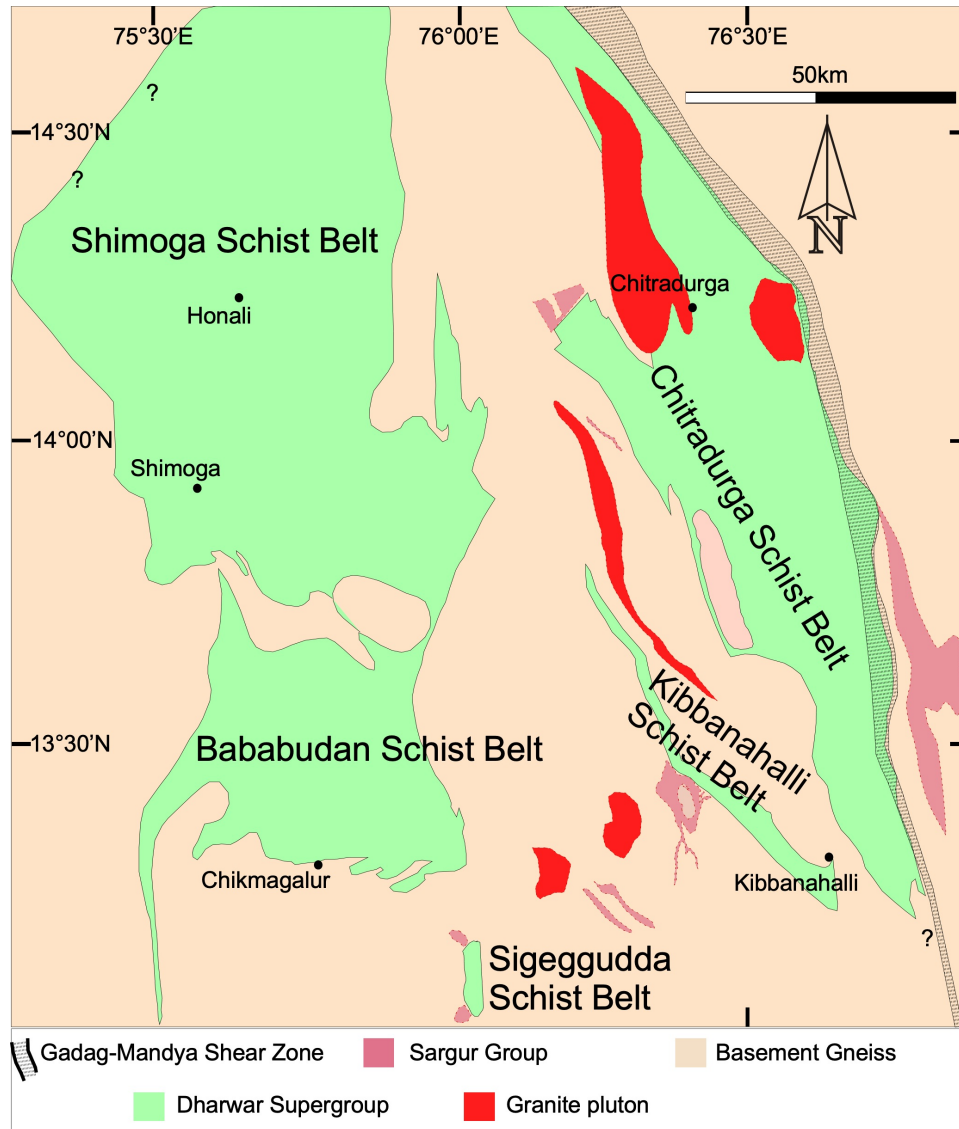 75°30'E
76°00'E
76°30'E
50km
?
14°30'N
?
N
Shimoga Schist Belt
Chitradurga
Honali
Chitradurga Schist Belt
14°00'N
Shimoga
Kibbanahalli
Schist Belt
13°30'N
Bababudan Schist Belt
Chikmagalur
Kibbanahalli
?
Sigeggudda
Schist Belt
Gadag-Mandya Shear Zone
Sargur Group
Basement Gneiss
Dharwar Supergroup
Granite pluton